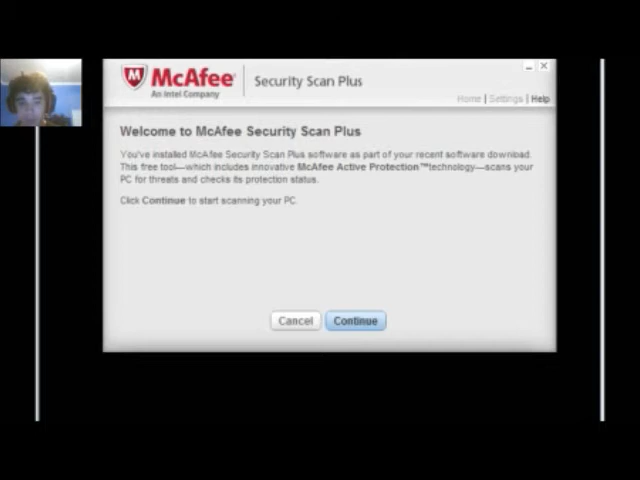 McAfee
An Intel Company
Security Scan Plus
Home | Settings | Help
Welcome to McAfee Security Scan Plus
You've installed McAfee Security Scan Plus software as part of your recent software download.
This free tool—which includes innovative McAfee Active Protection™technology—scans your
PC for threats and checks its protection status.
Click Continue to start scanning your PC.
Cancel
Continue